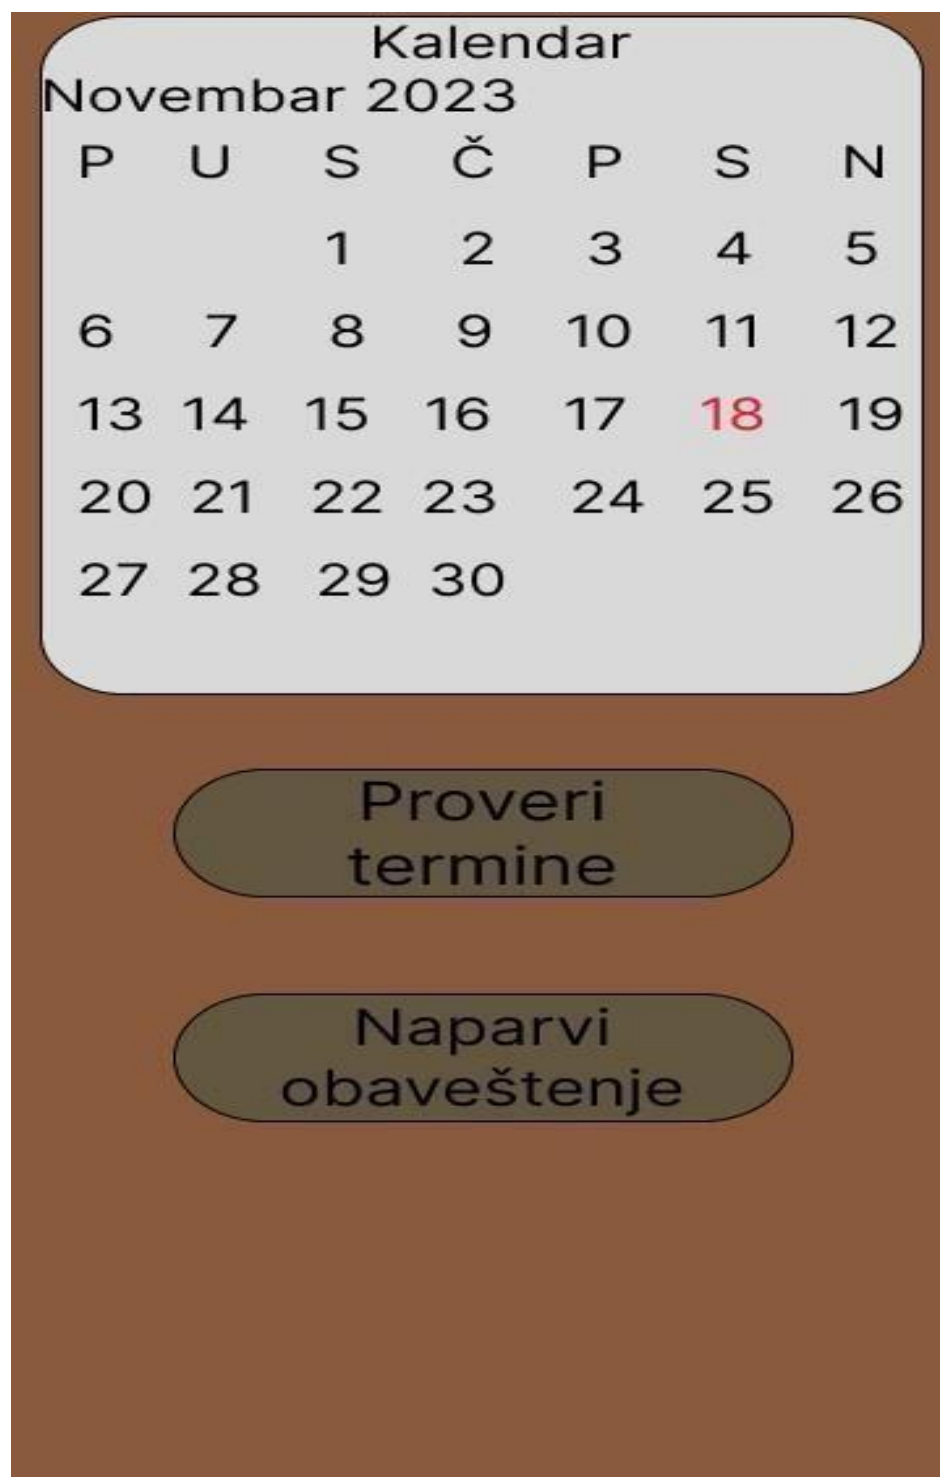 Kalendar
Novembar 2023
P U S Č P S N
1 2 3 4 5
6 7 8 9 10 11 12
13 14 15 16 17 18 19
20 21 22 23 24 25 26
27 28 29 30
Proveri
termine
Naparvi
obaveštenje